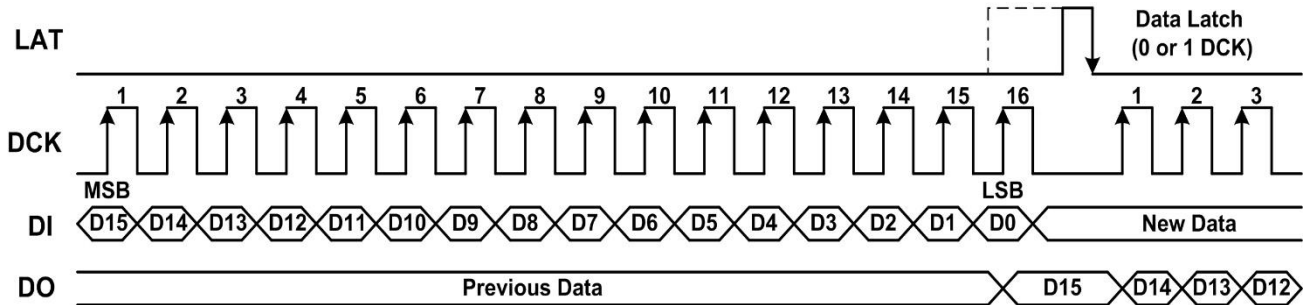 LAT
Data Latch
(0 or 1 DCK)
1 2 3 4 5 6 7 8 9 10 11 12 13 14 15 16 1 2 3
DCK
MSB LSB
DI D15 D14 D13 D12 D11 D10 D9 D8 D7 D6 D5 D4 D3 D2 D1 D0 New Data
DO Previous Data D15 D14 D13 D12